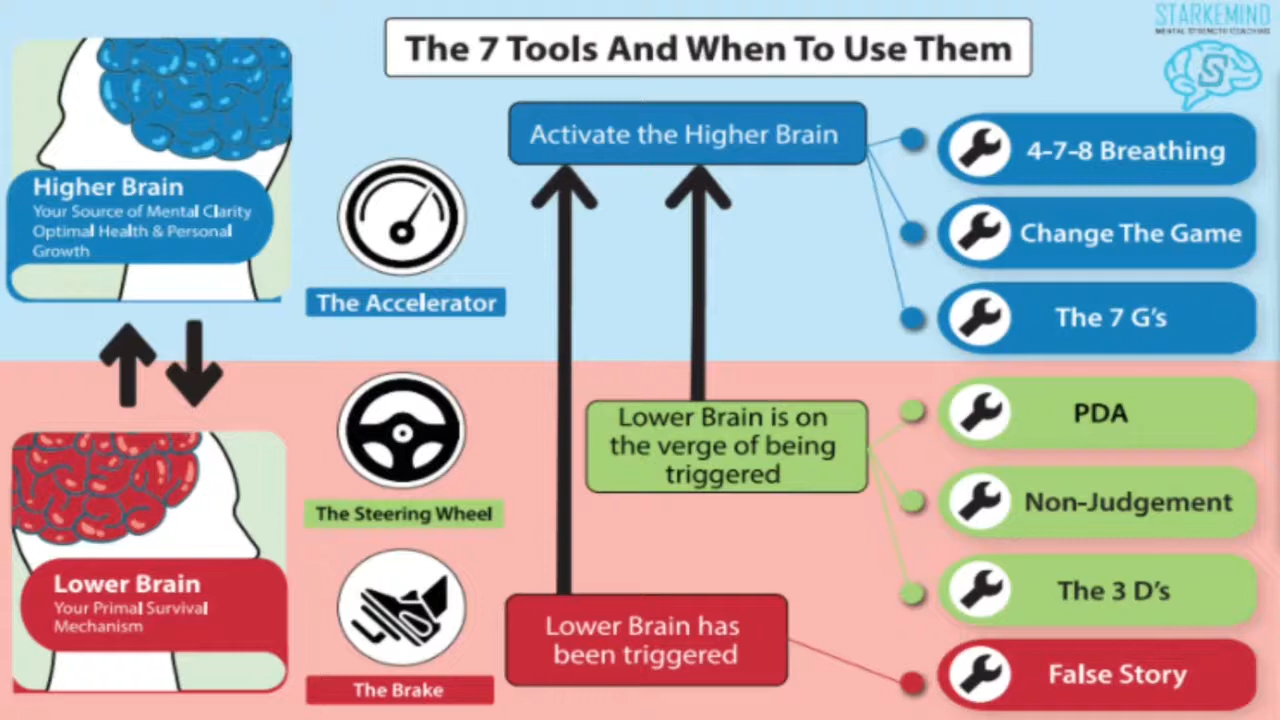 STARKEMIND
MENTAL STRENGTH COACHING
The 7 Tools And When To Use Them
Higher Brain
Your Source of Mental Clarity
Optimal Health & Personal
Growth
The Accelerator
Activate the Higher Brain
4-7-8 Breathing
Change The Game
The 7 G's
The Steering Wheel
Lower Brain is on
the verge of being
triggered
PDA
Non-Judgement
The 3 D's
Lower Brain
Your Primal Survival
Mechanism
The Brake
Lower Brain has
been triggered
False Story
S